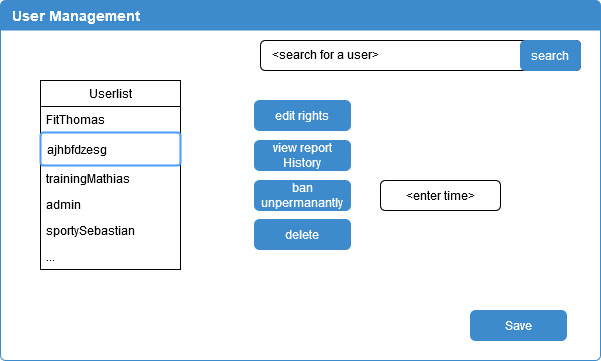 User Management
<search for a user>
search
Userlist
FitThomas
ajhbfdzesg
trainingMathias
admin
sportySebastian
...
edit rights
view report
History
ban
unpermanantly
<enter time>
delete
Save